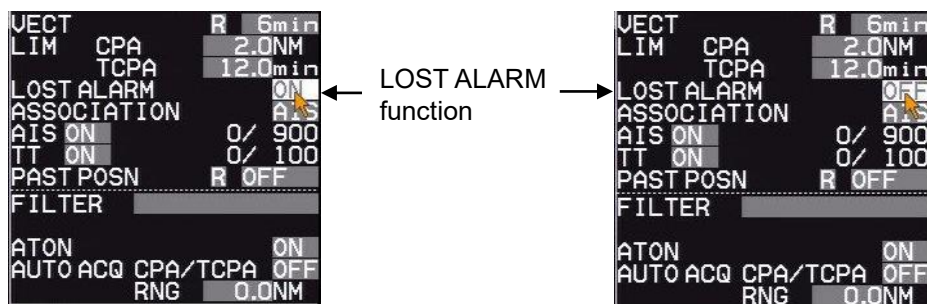 VECT R 6min
LIM CPA 2.0NM
TCPA 12.0min
LOST ALARM ON
ASSOCIATION AIS
AIS ON 0/ 900
TT ON 0/ 100
PAST POSN R OFF
FILTER
ATON ON
AUTO ACQ CPA/TCPA OFF
RNG 0.0NM
LOST ALARM
function
VECT R 6min
LIM CPA 2.0NM
TCPA 12.0min
LOST ALARM OFF
ASSOCIATION AIS
AIS ON 0/ 900
TT ON 0/ 100
PAST POSN R OFF
FILTER
ATON ON
AUTO ACQ CPA/TCPA OFF
RNG 0.0NM